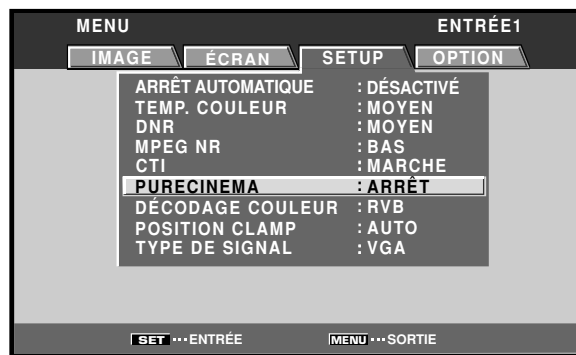 MENU ENTRÉE1
IMAGE ÉCRAN SETUP OPTION
ARRÊT AUTOMATIQUE : DÉSACTIVÉ
TEMP. COULEUR : MOYEN
DNR : MOYEN
MPEG NR : BAS
CTI : MARCHE
PURECINEMA : ARRÊT
DÉCODAGE COULEUR : RVB
POSITION CLAMP : AUTO
TYPE DE SIGNAL : VGA
SET ··· ENTRÉE MENU ··· SORTIE